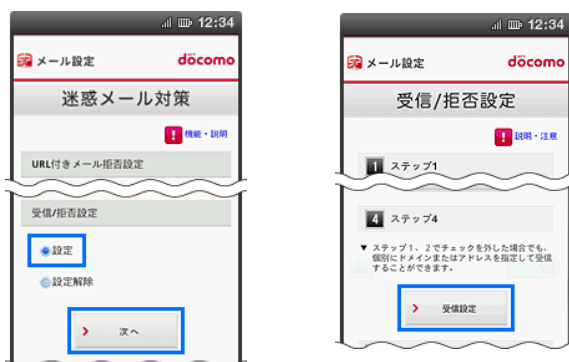 12:34
メール設定
döcomo
迷惑メール対策
機能・説明
URL付きメール拒否設定
受信/拒否設定
設定
設定解除
次へ
12:34
メール設定
döcomo
受信/拒否設定
説明・注意
1 ステップ1
4 ステップ4
▼ ステップ1、2でチェックを外した場合でも、
個別にドメインまたはアドレスを指定して受信
することができます。
受信設定